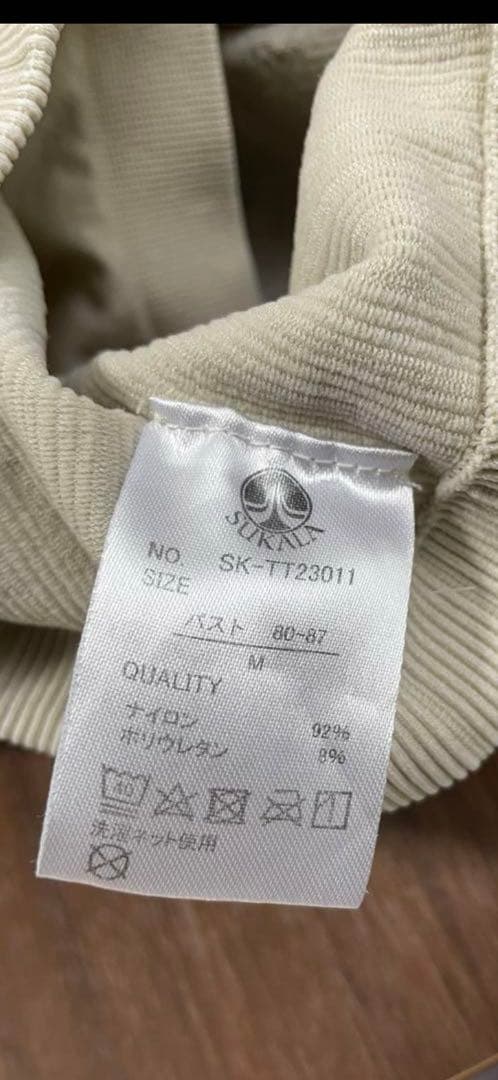 SUKALA
NO. SK-TT23011
SIZE
バスト 80~87
M
QUALITY
ナイロン 92%
ポリウレタン 8%
40
洗濯ネット使用